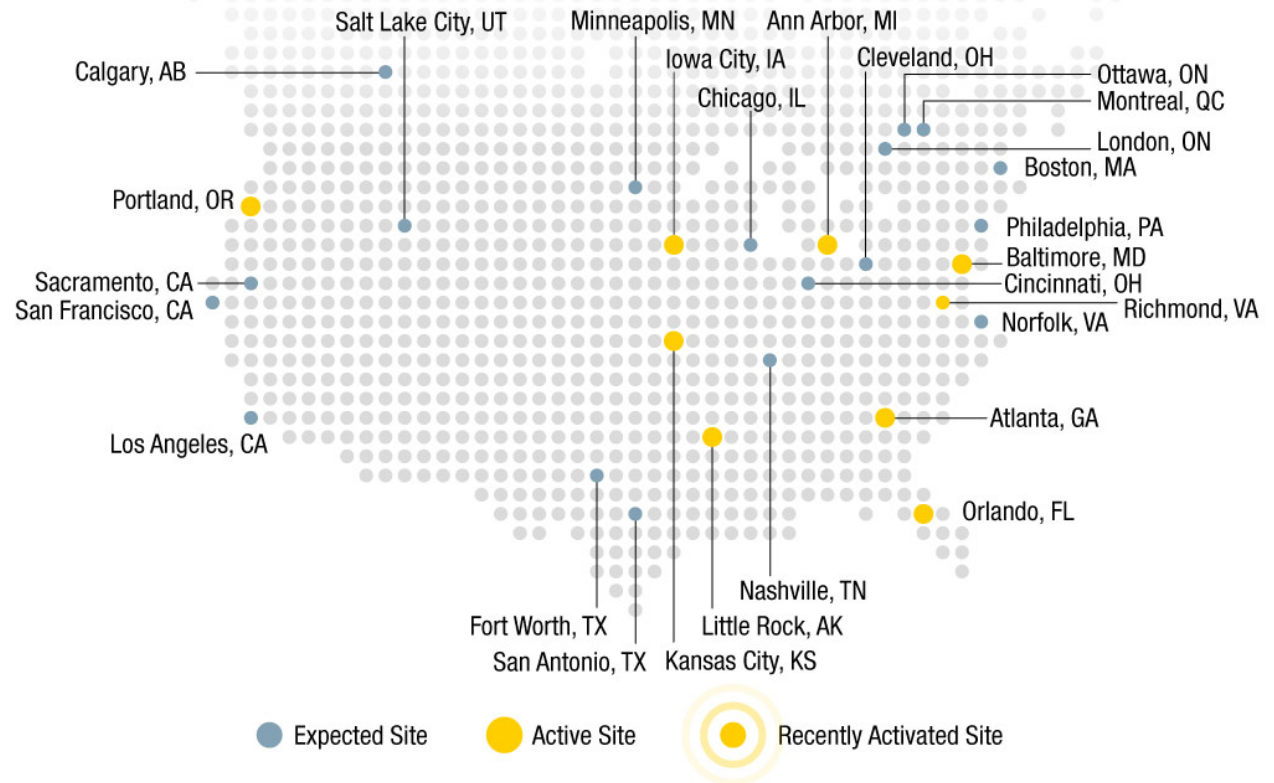 Salt Lake City, UT
Minneapolis, MN
Ann Arbor, MI
Iowa City, IA
Cleveland, OH
Calgary, AB
Ottawa, ON
Chicago, IL
Montreal, QC
London, ON
Boston, MA
Portland, OR
Philadelphia, PA
Baltimore, MD
Sacramento, CA
Cincinnati, OH
San Francisco, CA
Richmond, VA
Norfolk, VA
Atlanta, GA
Los Angeles, CA
Orlando, FL
Nashville, TN
Fort Worth, TX
Little Rock, AK
San Antonio, TX
Kansas City, KS
Expected Site
Active Site
Recently Activated Site